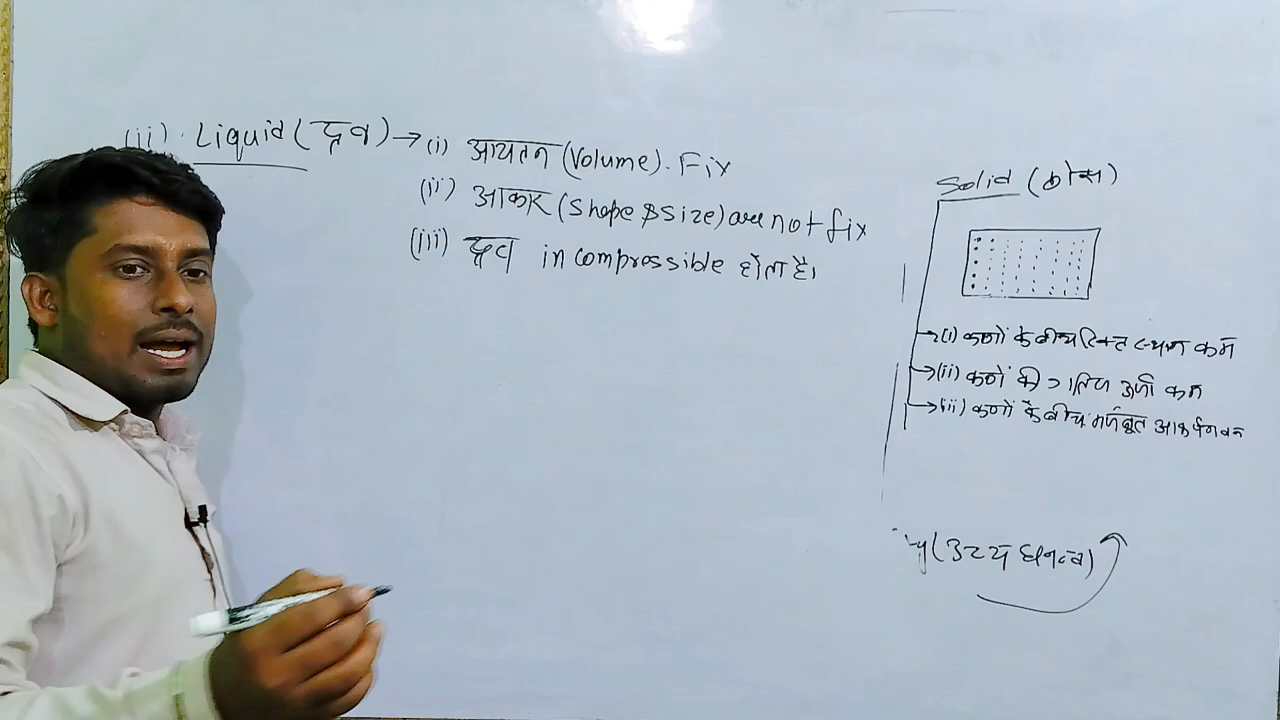 (ii). Liquid (द्रव) → (i) आयतन (Volume). Fix
(ii) आकार (Shape & size) are not fix
(iii) द्रव incompressible होता है।
Solid (ठोस)
→ (i) कणों के बीच रिक्त स्थान कम
→ (ii) कणों की गतिज ऊर्जा कम
→ (iii) कणों के बीच मजबूत आकर्षण बल
(उच्च घनत्व)